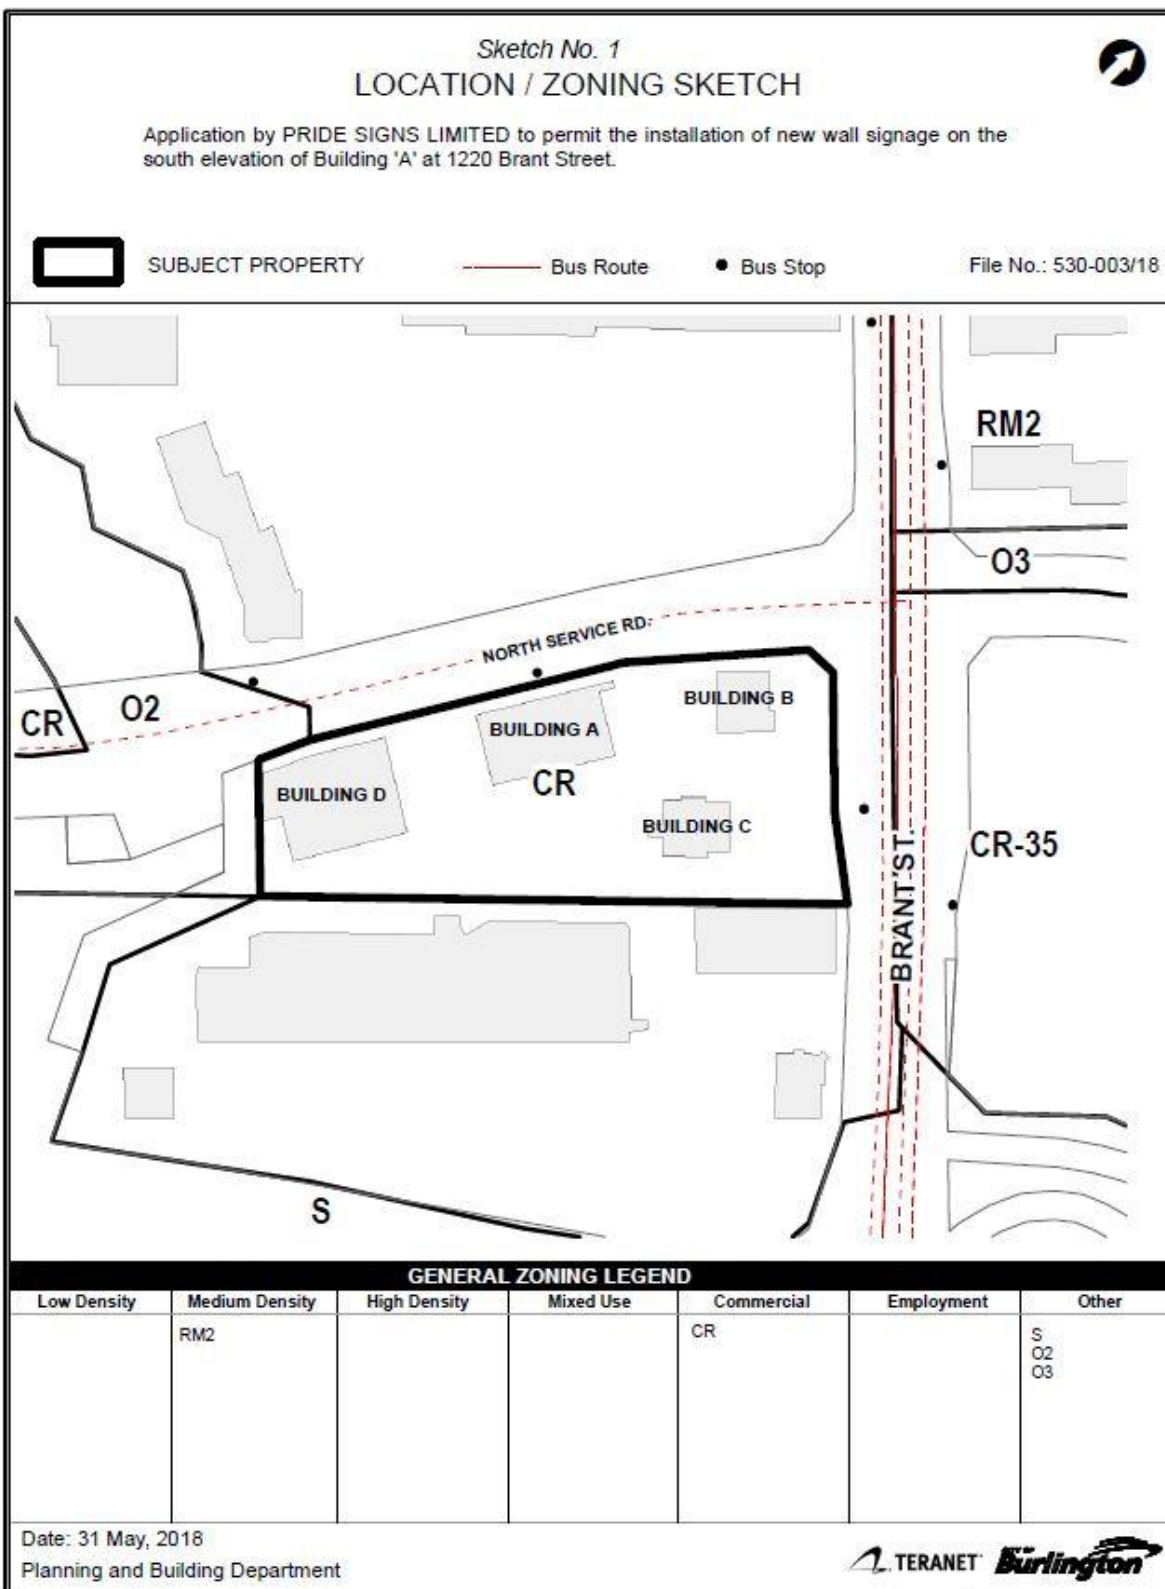 Sketch No. 1
LOCATION / ZONING SKETCH
Application by PRIDE SIGNS LIMITED to permit the installation of new wall signage on the
south elevation of Building 'A' at 1220 Brant Street.
SUBJECT PROPERTY
Bus Route
Bus Stop
File No.: 530-003/18
RM2
O3
NORTH SERVICE RD.
CR
O2
BUILDING B
BUILDING A
CR
BUILDING D
BUILDING C
CR-35
BRANT ST.
S
GENERAL ZONING LEGEND
Low Density
Medium Density
High Density
Mixed Use
Commercial
Employment
Other
RM2
CR
S
O2
O3
Date: 31 May, 2018
Planning and Building Department
TERANET
Burlington